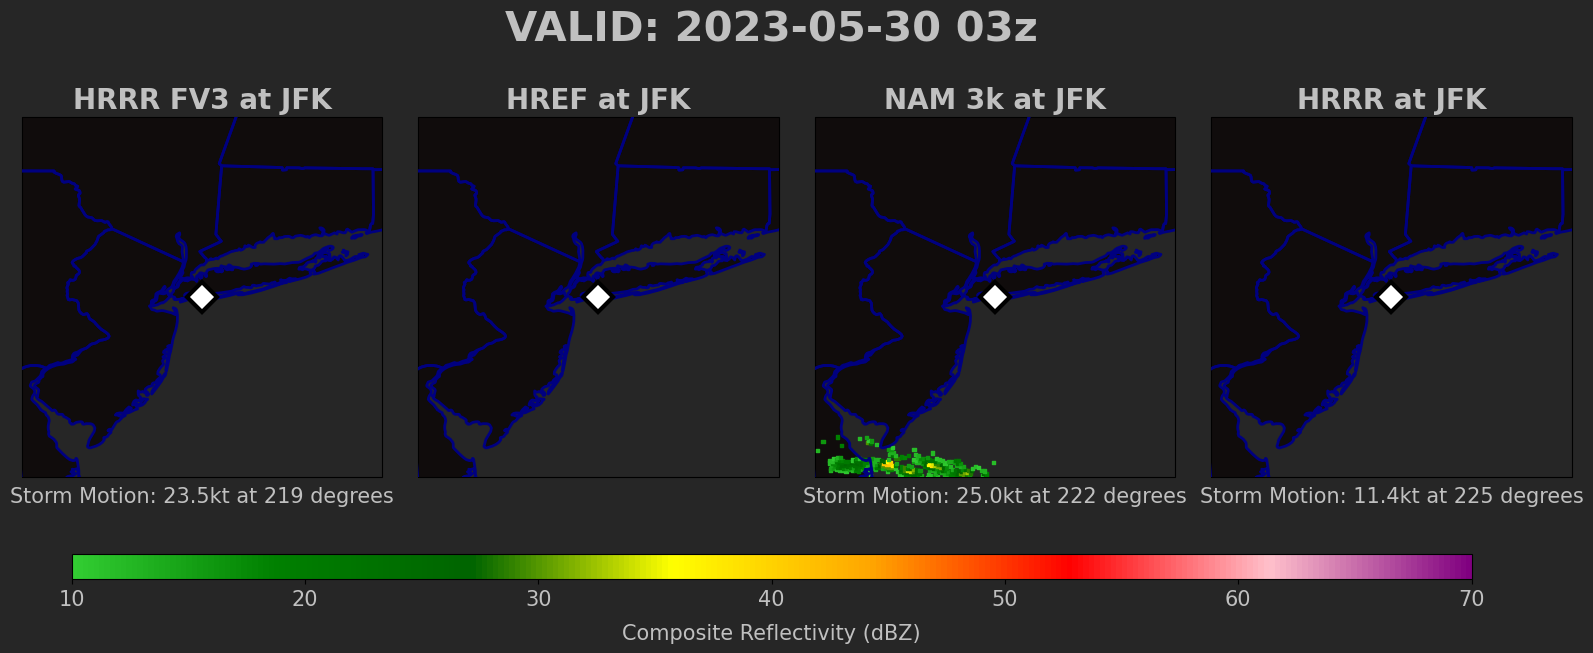 VALID: 2023-05-30 03z
HRRR FV3 at JFK
HREF at JFK
NAM 3k at JFK
HRRR at JFK
Storm Motion: 23.5kt at 219 degrees
Storm Motion: 25.0kt at 222 degrees
Storm Motion: 11.4kt at 225 degrees
10 20 30 40 50 60 70
Composite Reflectivity (dBZ)